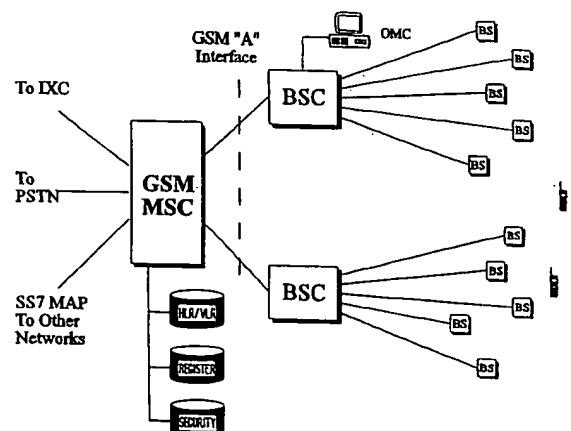 GSM "A"
Interface
OMC
To IXC
BSC
BS
BS
BS
BS
BS
GSM
MSC
To
PSTN
SS7 MAP
To Other
Networks
BSC
BS
BS
BS
BS
BS
HLR/VLR
REGISTER
SECURITY